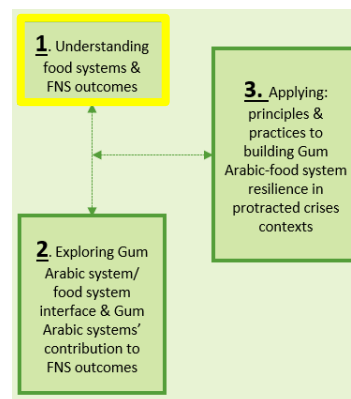 1. Understanding
food systems &
FNS outcomes
3. Applying:
principles &
practices to
building Gum
Arabic-food system
resilience in
protracted crises
contexts
2. Exploring Gum
Arabic system/
food system
interface & Gum
Arabic systems’
contribution to
FNS outcomes